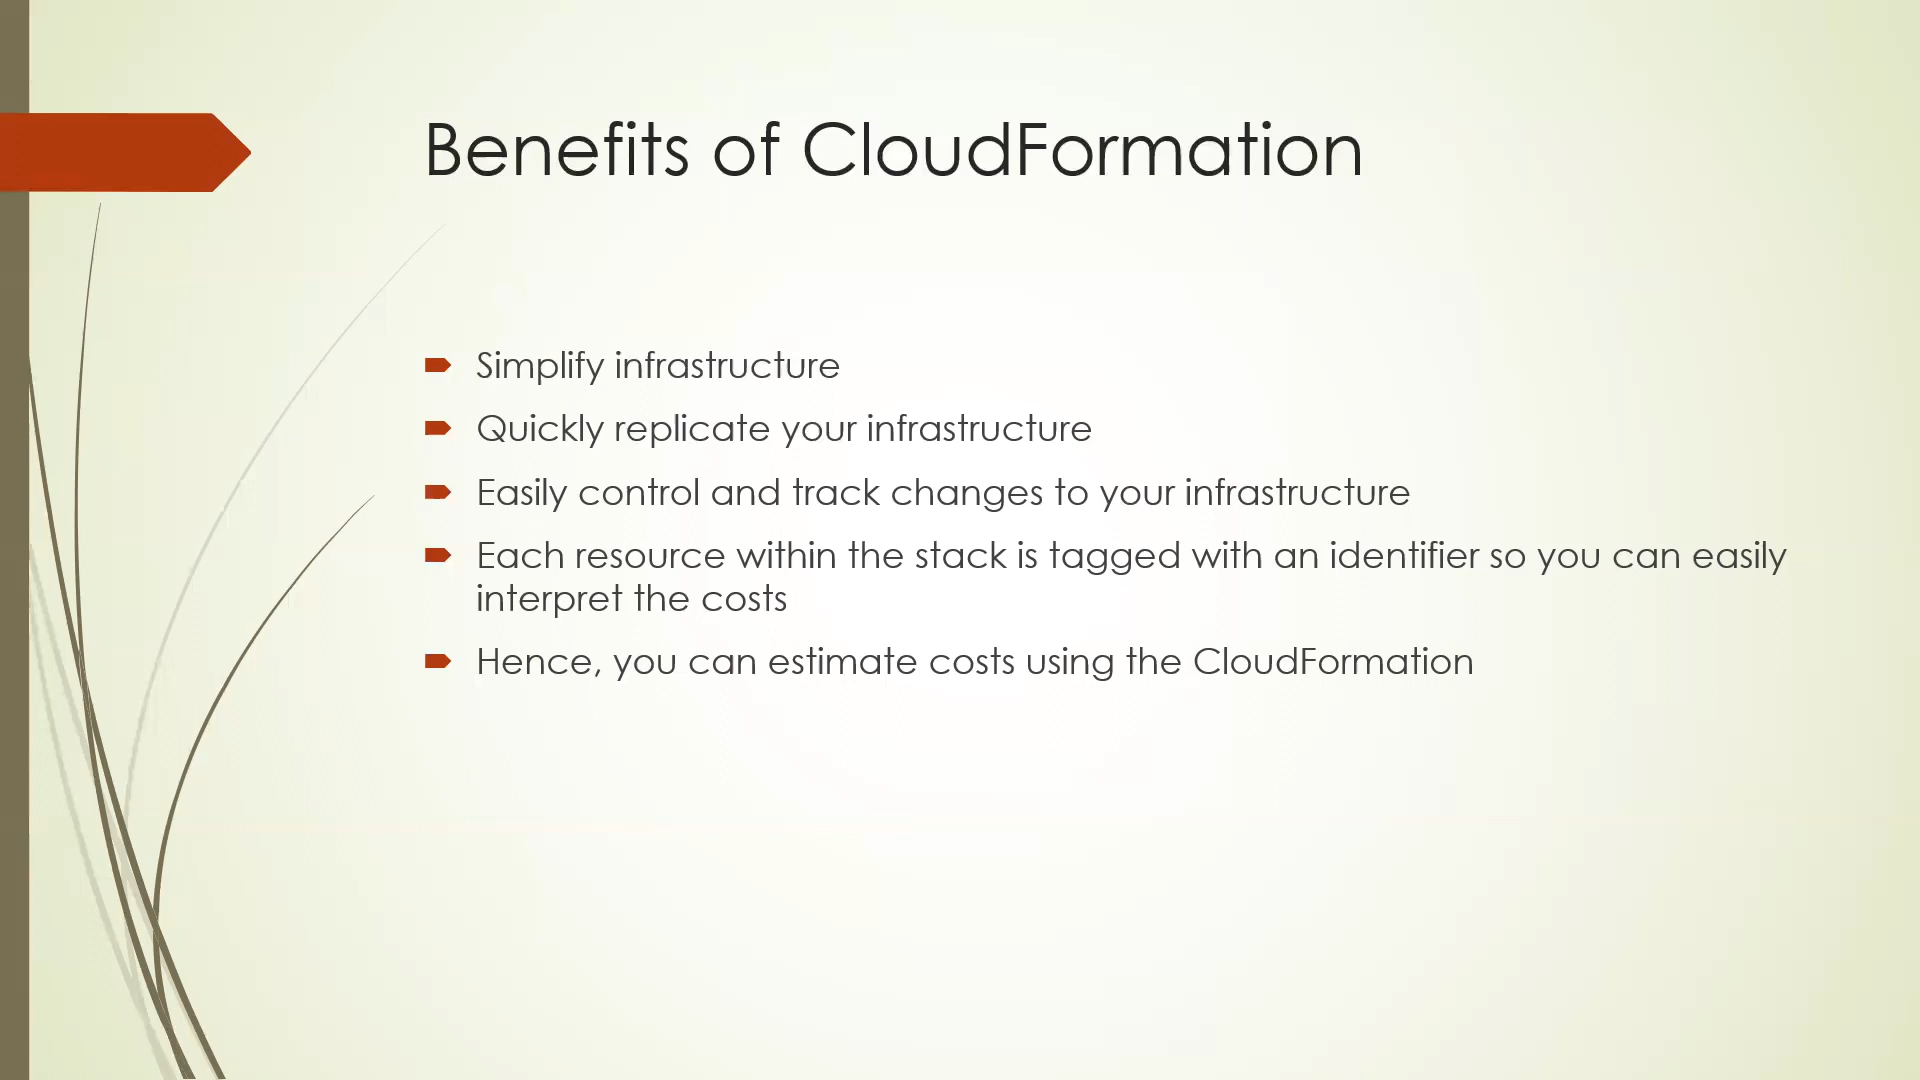 Benefits of CloudFormation
Simplify infrastructure
Quickly replicate your infrastructure
Easily control and track changes to your infrastructure
Each resource within the stack is tagged with an identifier so you can easily
interpret the costs
Hence, you can estimate costs using the CloudFormation